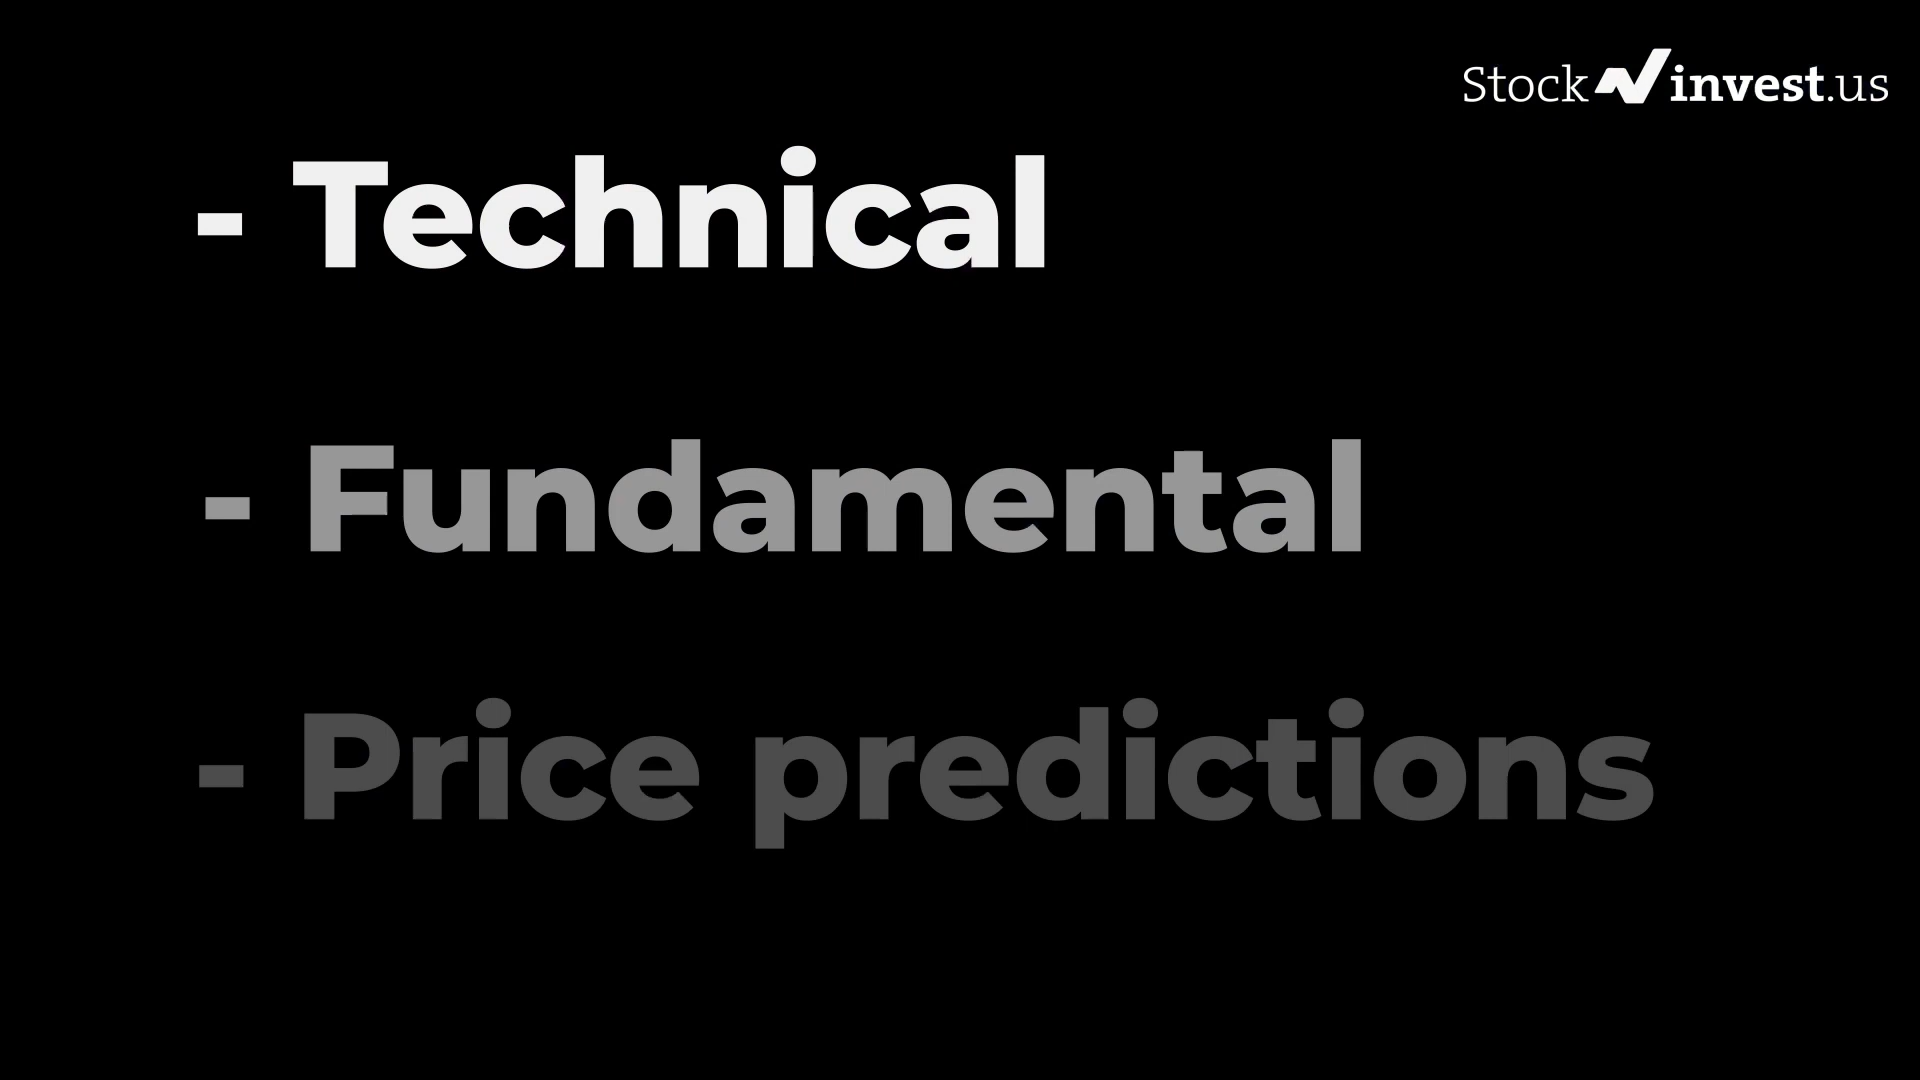 Stock invest.us
- Technical
- Fundamental
- Price predictions